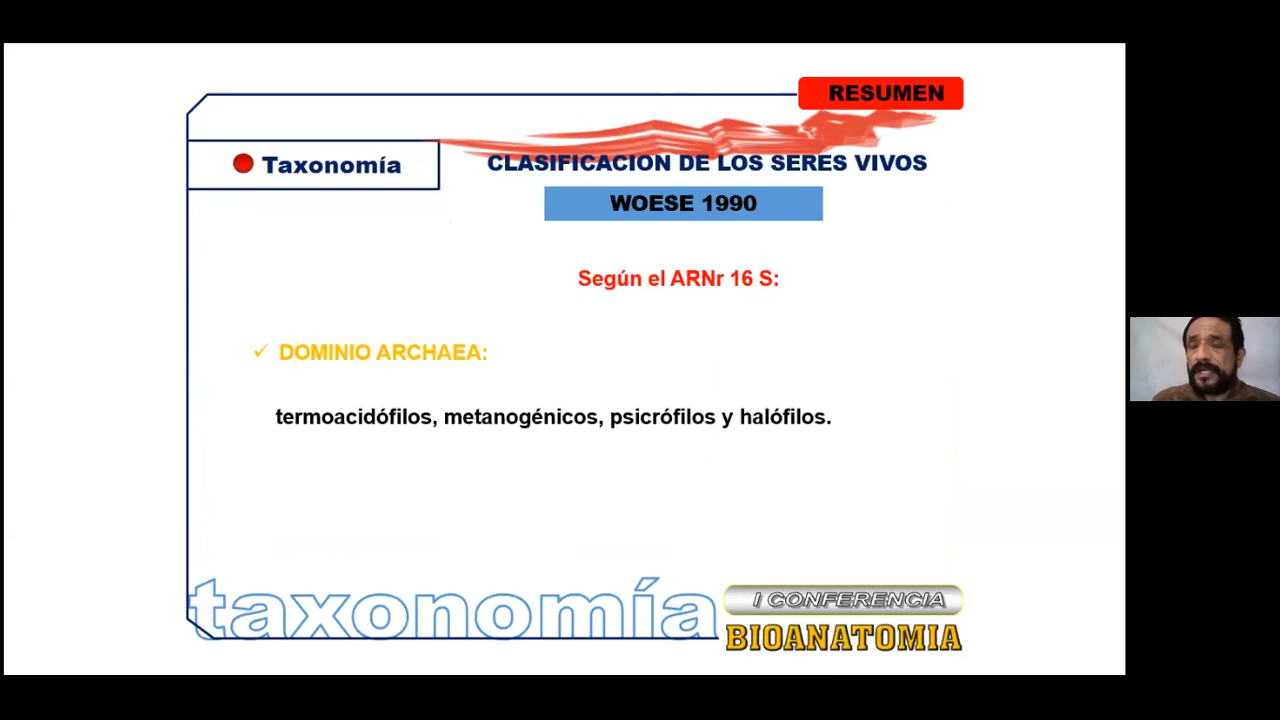 RESUMEN
Taxonomía
CLASIFICACION DE LOS SERES VIVOS
WOESE 1990
Según el ARNr 16 S:
✓ DOMINIO ARCHAEA:
termoacidófilos, metanogénicos, psicrófilos y halófilos.
taxonomía
I CONFERENCIA
BIOANATOMIA